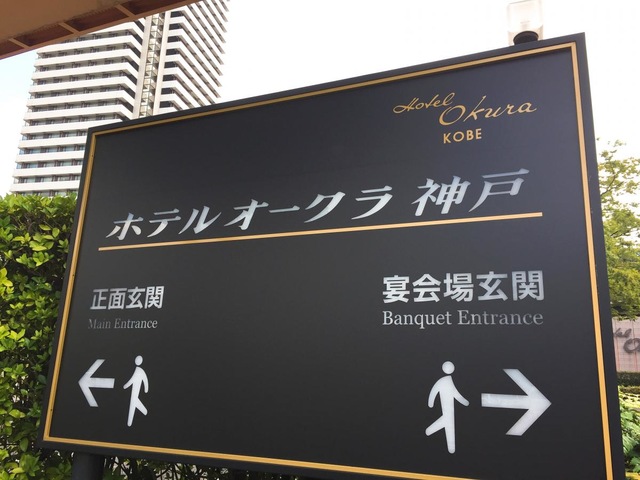 Hotel Okura
KOBE
ホテルオークラ 神戸
正面玄関
Main Entrance
宴会場玄関
Banquet Entrance